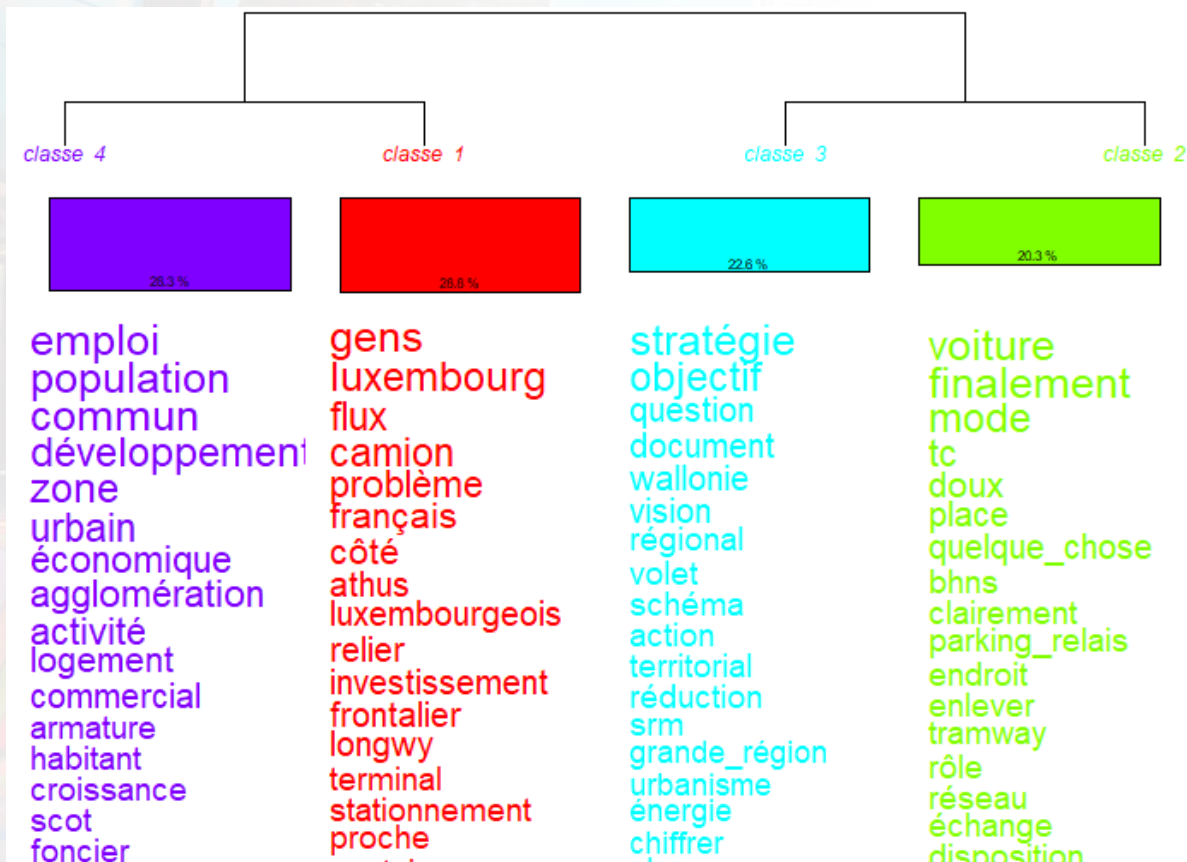 classe 4
classe 1
classe 3
classe 2
28.3 %
28.8 %
22.6 %
20.3 %
emploi
population
commun
développement
zone
urbain
économique
agglomération
activité
logement
commercial
armature
habitant
croissance
scot
foncier
gens
luxembourg
flux
camion
problème
français
côté
athus
luxembourgeois
relier
investissement
frontalier
longwy
terminal
stationnement
proche
stratégie
objectif
question
document
wallonie
vision
régional
volet
schéma
action
territorial
réduction
srm
grande_région
urbanisme
énergie
chiffrer
voiture
finalement
mode
tc
doux
place
quelque_chose
bhns
clairement
parking_relais
endroit
enlever
tramway
rôle
réseau
échange
disposition